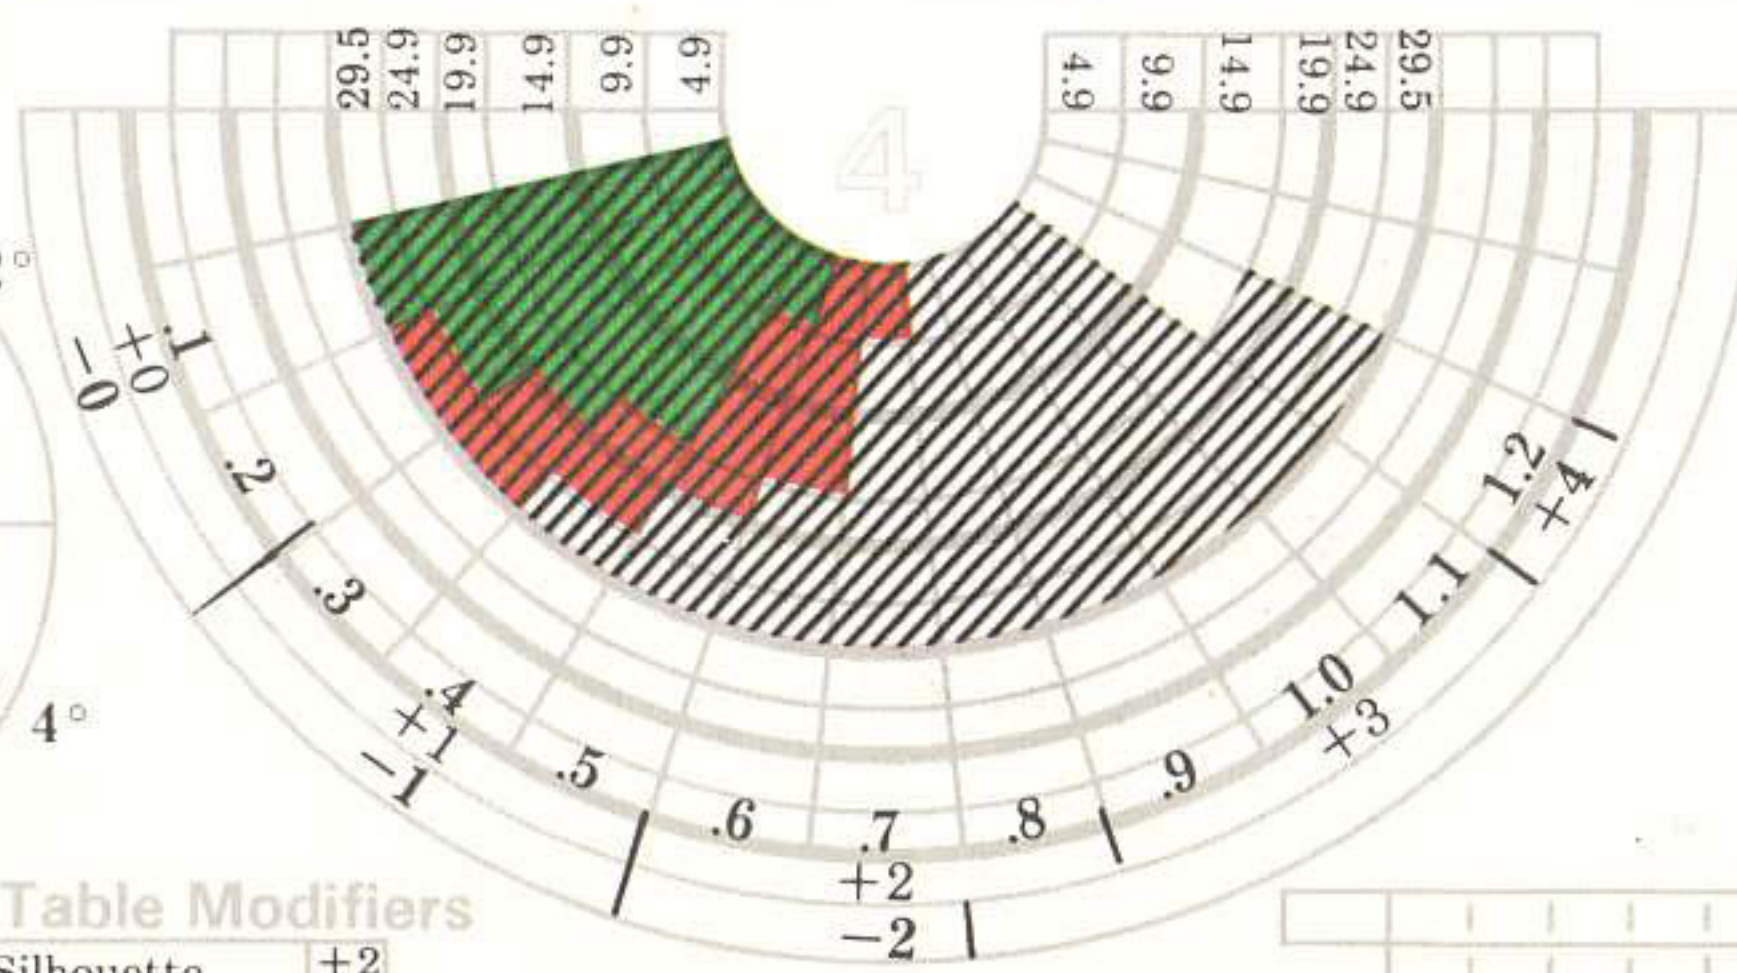 29.5 24.9 19.9 14.9 9.9 4.9
4.9 9.9 14.9 19.9 24.9 29.5
4
.1 .2 .3 .4 .5 .6 .7 .8 .9 1.0 1.1 1.2
+0 +1 +2 +3 +4
-0 -1 -2
4°
Table Modifiers
Silhouette +2